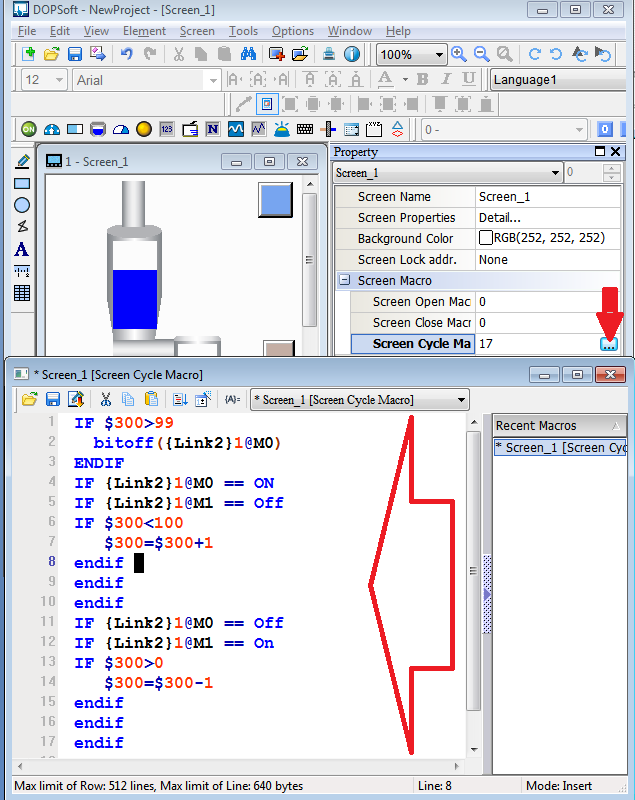 DOPSoft - NewProject - [Screen_1]
File Edit View Element Screen Tools Options Window Help
100%
12 Arial Language1
A A A A A A A B I U
ON 123 N 0 - 0
1 - Screen_1
Property
Screen_1 0
Screen Name Screen_1
Screen Properties Detail...
Background Color RGB(252, 252, 252)
Screen Lock addr. None
Screen Macro
Screen Open Mac 0
Screen Close Macr 0
Screen Cycle Ma 17 ...
* Screen_1 [Screen Cycle Macro]
{A}= * Screen_1 [Screen Cycle Macro]
Recent Macros
* Screen_1 [Screen Cyc
1 IF $300>99
2 bitoff({Link2}1@M0)
3 ENDIF
4 IF {Link2}1@M0 == ON
5 IF {Link2}1@M1 == Off
6 IF $300<100
7 $300=$300+1
8 endif
9 endif
10 endif
11 IF {Link2}1@M0 == Off
12 IF {Link2}1@M1 == On
13 IF $300>0
14 $300=$300-1
15 endif
16 endif
17 endif
Max limit of Row: 512 lines, Max limit of Line: 640 bytes Line: 8 Mode: Insert